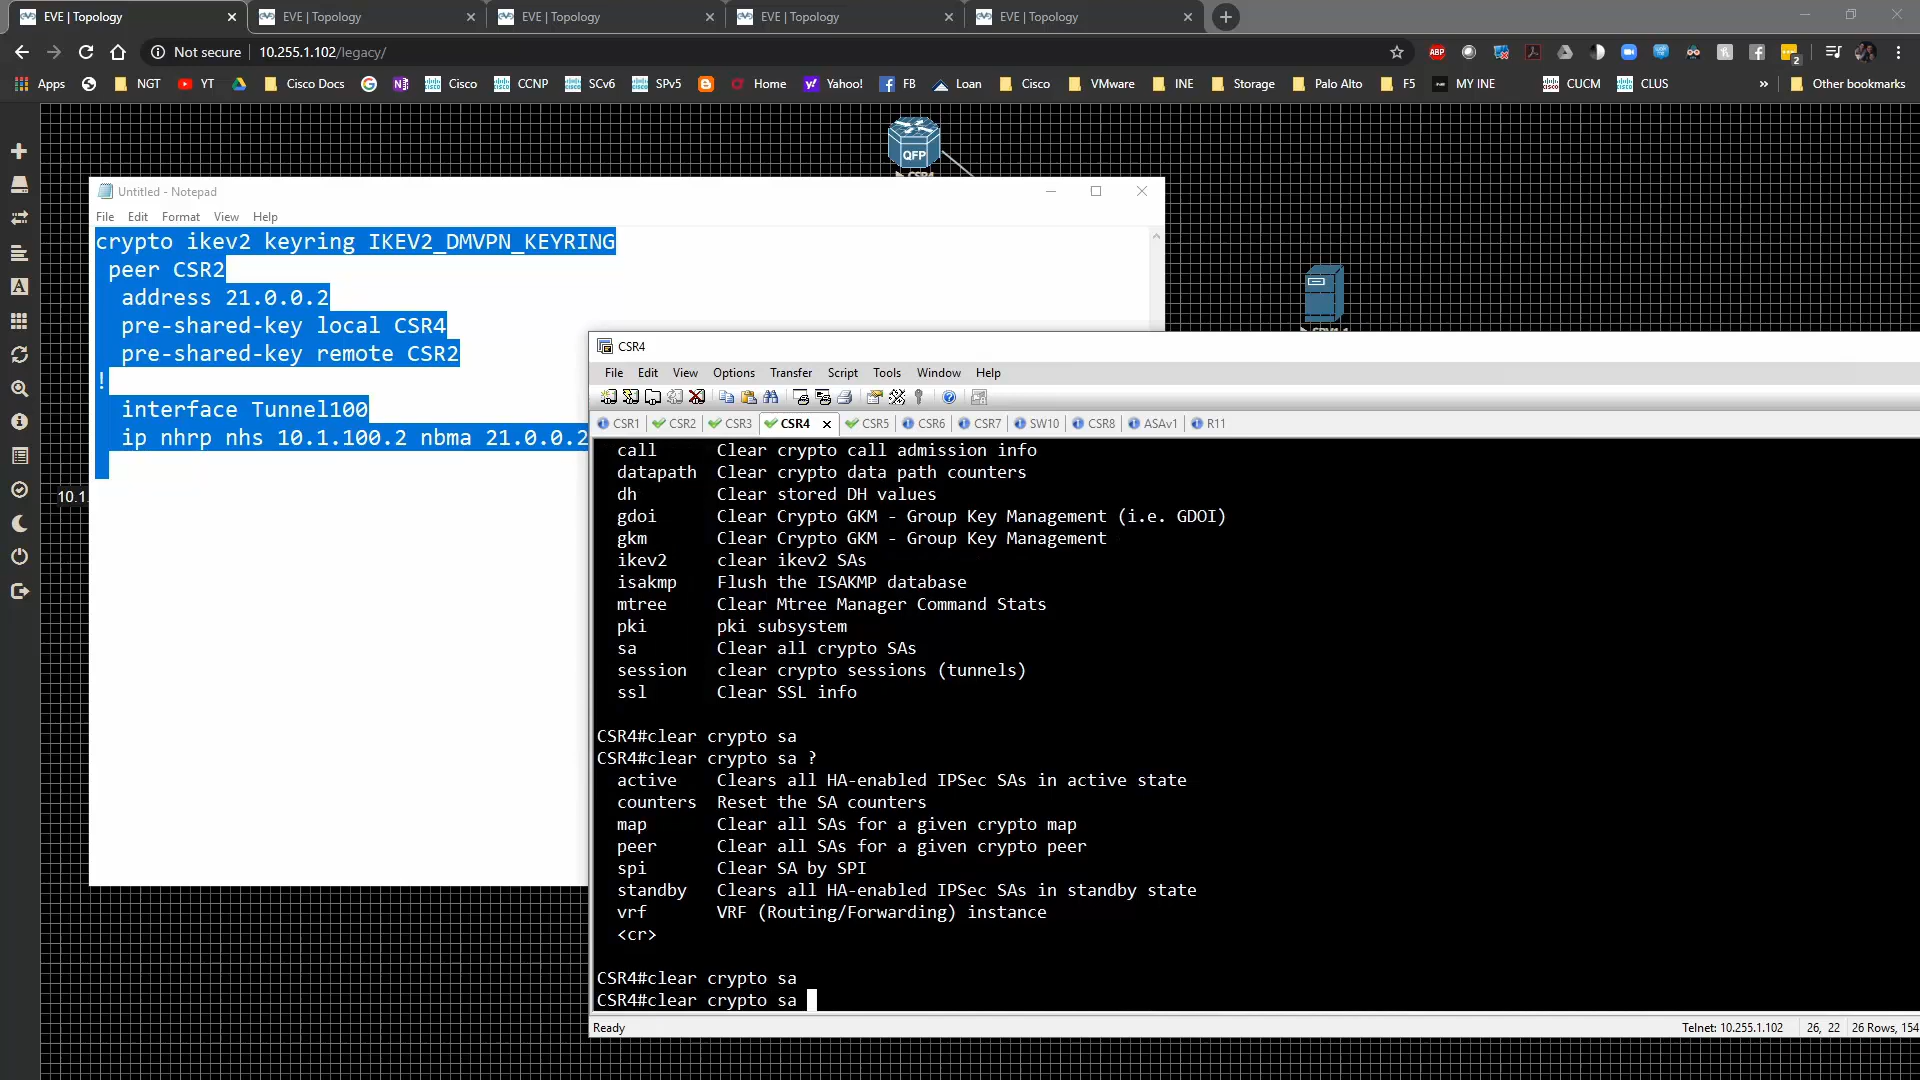 EVE | Topology
EVE | Topology
EVE | Topology
EVE | Topology
EVE | Topology
Not secure 10.255.1.102/legacy/
ABP
2
Apps NGT YT Cisco Docs Cisco CCNP SCv6 SPv5 Home Yahoo! FB Loan Cisco VMware INE Storage Palo Alto F5 MY INE CUCM CLUS » Other bookmarks
QFP
CSR4
Untitled - Notepad
File Edit Format View Help
crypto ikev2 keyring IKEV2_DMVPN_KEYRING
peer CSR2
address 21.0.0.2
pre-shared-key local CSR4
pre-shared-key remote CSR2
!
interface Tunnel100
ip nhrp nhs 10.1.100.2 nbma 21.0.0.2
10.1.
CSR4
File Edit View Options Transfer Script Tools Window Help
CSR1 CSR2 CSR3 CSR4 CSR5 CSR6 CSR7 SW10 CSR8 ASAv1 R11
call Clear crypto call admission info
datapath Clear crypto data path counters
dh Clear stored DH values
gdoi Clear Crypto GKM - Group Key Management (i.e. GDOI)
gkm Clear Crypto GKM - Group Key Management
ikev2 clear ikev2 SAs
isakmp Flush the ISAKMP database
mtree Clear Mtree Manager Command Stats
pki pki subsystem
sa Clear all crypto SAs
session clear crypto sessions (tunnels)
ssl Clear SSL info
CSR4#clear crypto sa
CSR4#clear crypto sa ?
active Clears all HA-enabled IPSec SAs in active state
counters Reset the SA counters
map Clear all SAs for a given crypto map
peer Clear all SAs for a given crypto peer
spi Clear SA by SPI
standby Clears all HA-enabled IPSec SAs in standby state
vrf VRF (Routing/Forwarding) instance
<cr>
CSR4#clear crypto sa
CSR4#clear crypto sa
Ready Telnet: 10.255.1.102 26, 22 26 Rows, 154